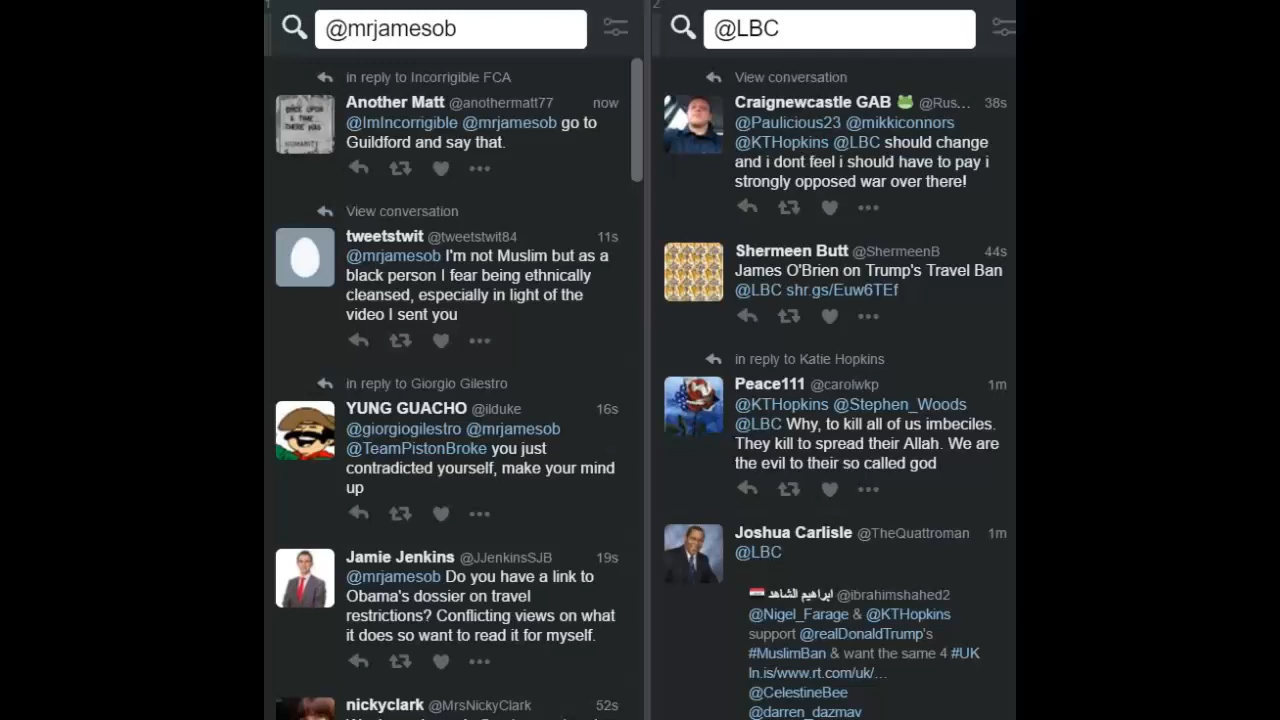 1
@mrjamesob
in reply to Incorrigible FCA
Another Matt @anothermatt77 now
@ImIncorrigible @mrjamesob go to
Guildford and say that.
View conversation
tweetstwit @tweetstwit84 11s
@mrjamesob I'm not Muslim but as a
black person I fear being ethnically
cleansed, especially in light of the
video I sent you
in reply to Giorgio Gilestro
YUNG GUACHO @ilduke 16s
@giorgiogilestro @mrjamesob
@TeamPistonBroke you just
contradicted yourself, make your mind
up
Jamie Jenkins @JJenkinsSJB 19s
@mrjamesob Do you have a link to
Obama's dossier on travel
restrictions? Conflicting views on what
it does so want to read it for myself.
nickyclark @MrsNickyClark 52s
2
@LBC
View conversation
Craignewcastle GAB 🐸 @Rus... 38s
@Paulicious23 @mikkiconnors
@KTHopkins @LBC should change
and i dont feel i should have to pay i
strongly opposed war over there!
Shermeen Butt @ShermeenB 44s
James O'Brien on Trump's Travel Ban
@LBC shr.gs/Euw6TEf
in reply to Katie Hopkins
Peace111 @carolwkp 1m
@KTHopkins @Stephen_Woods
@LBC Why, to kill all of us imbeciles.
They kill to spread their Allah. We are
the evil to their so called god
Joshua Carlisle @TheQuattroman 1m
@LBC
ابراهيم الشاهد @ibrahimshahed2
@Nigel_Farage & @KTHopkins
support @realDonaldTrump's
#MuslimBan & want the same 4 #UK
ln.is/www.rt.com/uk/...
@CelestineBee
@darren_dazmav